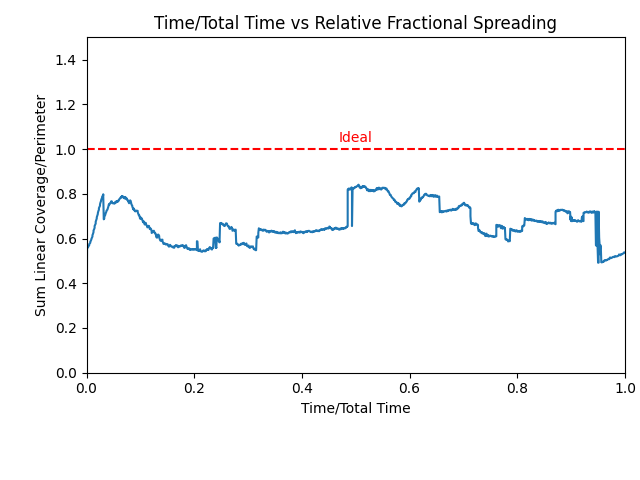 Time/Total Time vs Relative Fractional Spreading
Sum Linear Coverage/Perimeter
1.4
1.2
1.0
0.8
0.6
0.4
0.2
0.0
Ideal
0.0 0.2 0.4 0.6 0.8 1.0
Time/Total Time